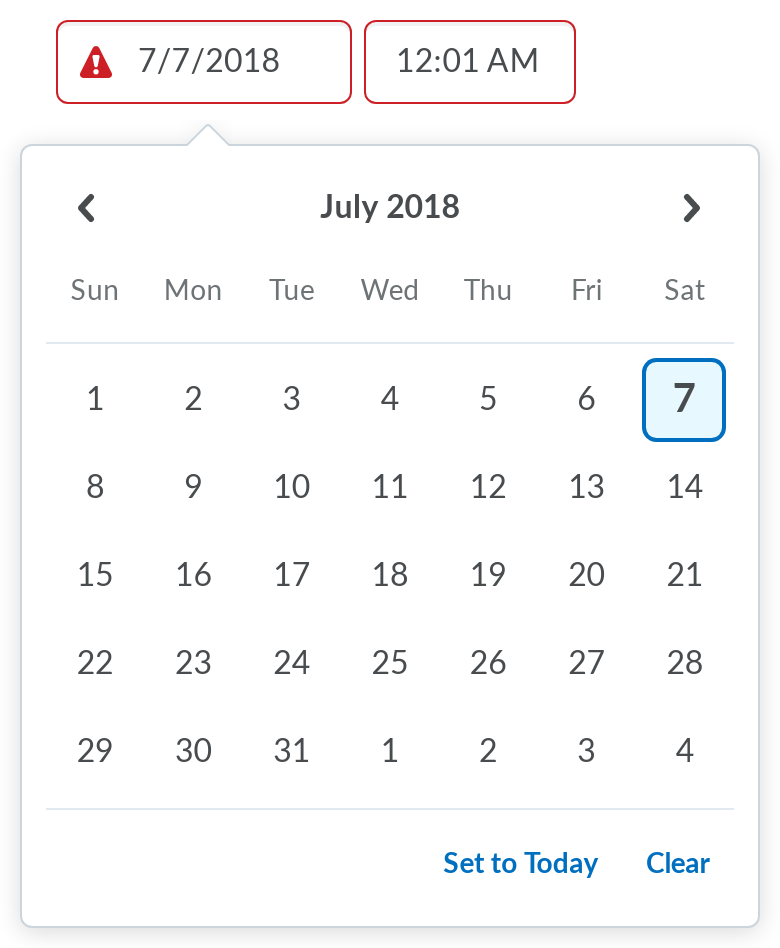 7/7/2018 12:01 AM
July 2018
Sun Mon Tue Wed Thu Fri Sat
1 2 3 4 5 6 7
8 9 10 11 12 13 14
15 16 17 18 19 20 21
22 23 24 25 26 27 28
29 30 31 1 2 3 4
Set to Today Clear